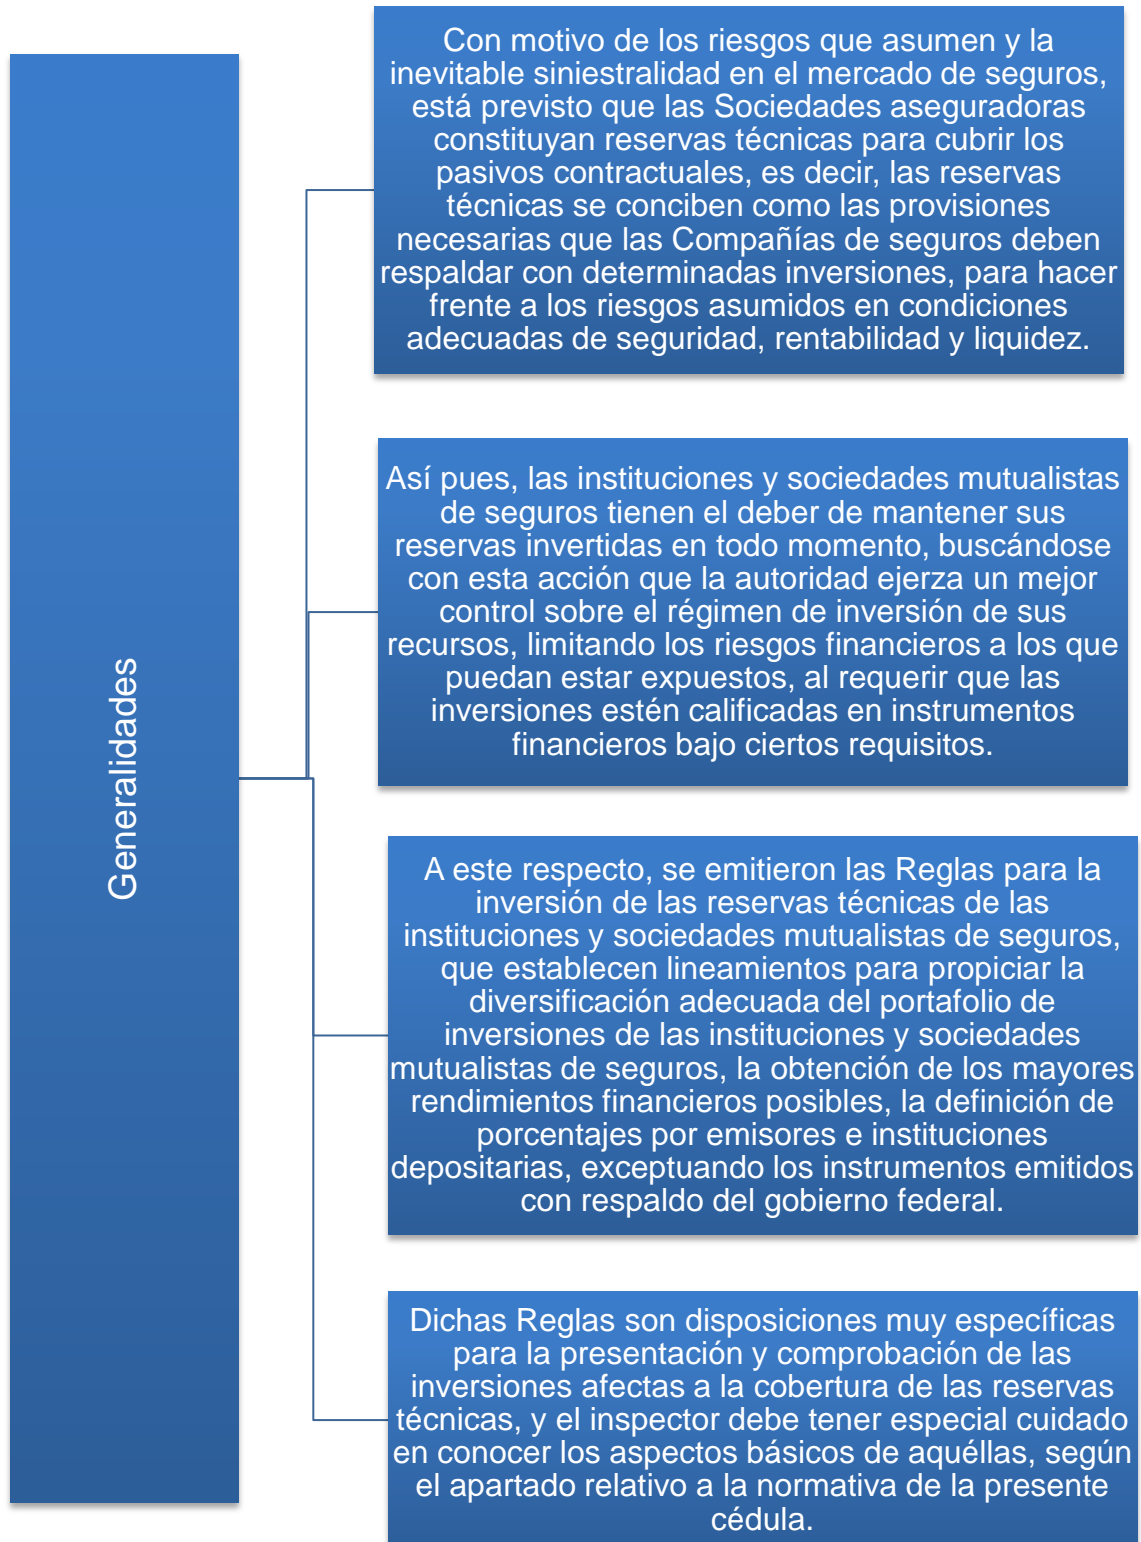 Generalidades
Con motivo de los riesgos que asumen y la
inevitable siniestralidad en el mercado de seguros,
está previsto que las Sociedades aseguradoras
constituyan reservas técnicas para cubrir los
pasivos contractuales, es decir, las reservas
técnicas se conciben como las provisiones
necesarias que las Compañías de seguros deben
respaldar con determinadas inversiones, para hacer
frente a los riesgos asumidos en condiciones
adecuadas de seguridad, rentabilidad y liquidez.
Así pues, las instituciones y sociedades mutualistas
de seguros tienen el deber de mantener sus
reservas invertidas en todo momento, buscándose
con esta acción que la autoridad ejerza un mejor
control sobre el régimen de inversión de sus
recursos, limitando los riesgos financieros a los que
puedan estar expuestos, al requerir que las
inversiones estén calificadas en instrumentos
financieros bajo ciertos requisitos.
A este respecto, se emitieron las Reglas para la
inversión de las reservas técnicas de las
instituciones y sociedades mutualistas de seguros,
que establecen lineamientos para propiciar la
diversificación adecuada del portafolio de
inversiones de las instituciones y sociedades
mutualistas de seguros, la obtención de los mayores
rendimientos financieros posibles, la definición de
porcentajes por emisores e instituciones
depositarias, exceptuando los instrumentos emitidos
con respaldo del gobierno federal.
Dichas Reglas son disposiciones muy específicas
para la presentación y comprobación de las
inversiones afectas a la cobertura de las reservas
técnicas, y el inspector debe tener especial cuidado
en conocer los aspectos básicos de aquéllas, según
el apartado relativo a la normativa de la presente
cédula.